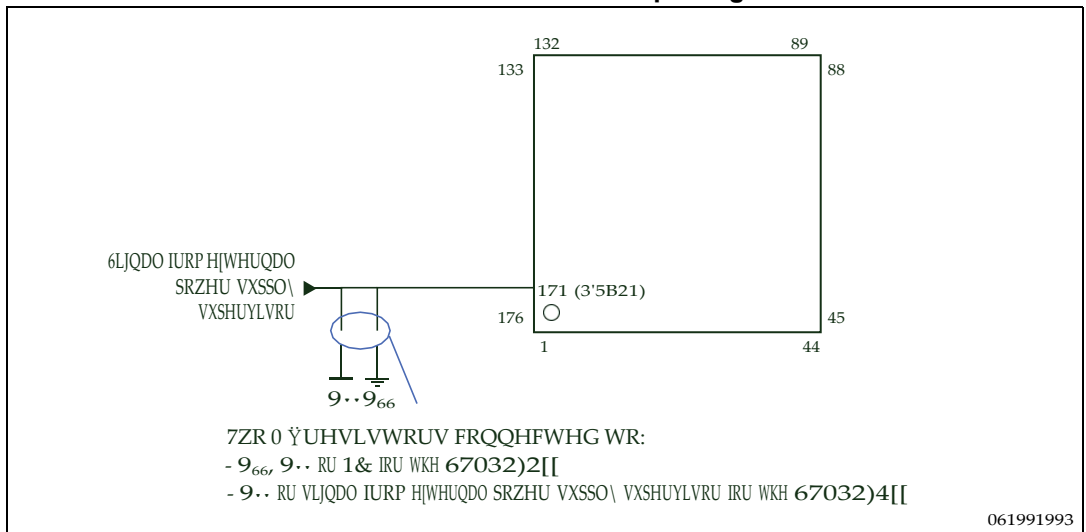 132 89
133 88
6LJQDO IURP H[WHUQDO
SRZHU VXSSO\
VXSHUYLVRU
171 (3'5B21)
176 45
1 44
9··9₆₆
7ZR 0 ŸUHVLVWRUV FRQQHFWHG WR:
- 9₆₆, 9·· RU 1& IRU WKH 67032)2[[
- 9·· RU VLJQDO IURP H[WHUQDO SRZHU VXSSO\ VXSHUYLVRU IRU WKH 67032)4[[
061991993